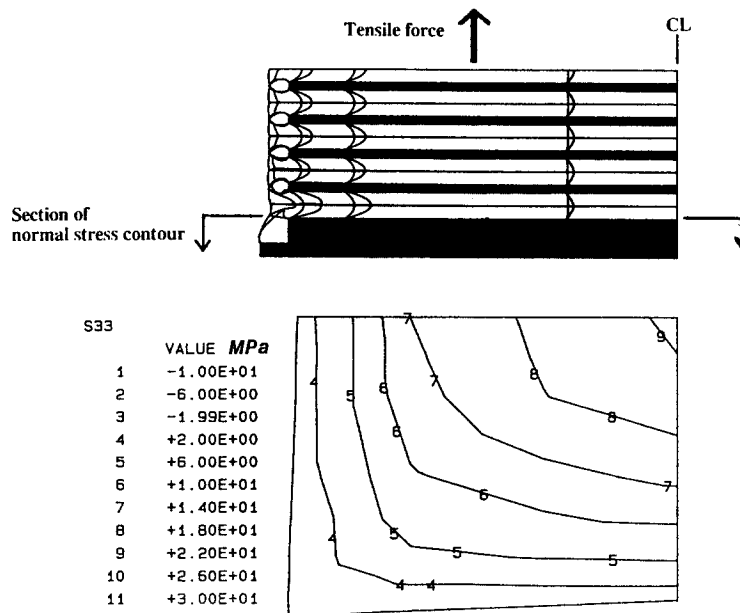 Tensile force
CL
Section of
normal stress contour
S33
VALUE MPa
1 -1.00E+01
2 -6.00E+00
3 -1.99E+00
4 +2.00E+00
5 +6.00E+00
6 +1.00E+01
7 +1.40E+01
8 +1.80E+01
9 +2.20E+01
10 +2.60E+01
11 +3.00E+01
7
9
8
4
5
6
7
8
6
7
6
5
4
5
5
4 4